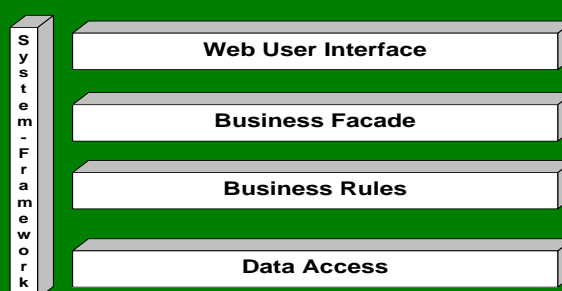 System-Framework
Web User Interface
Business Facade
Business Rules
Data Access